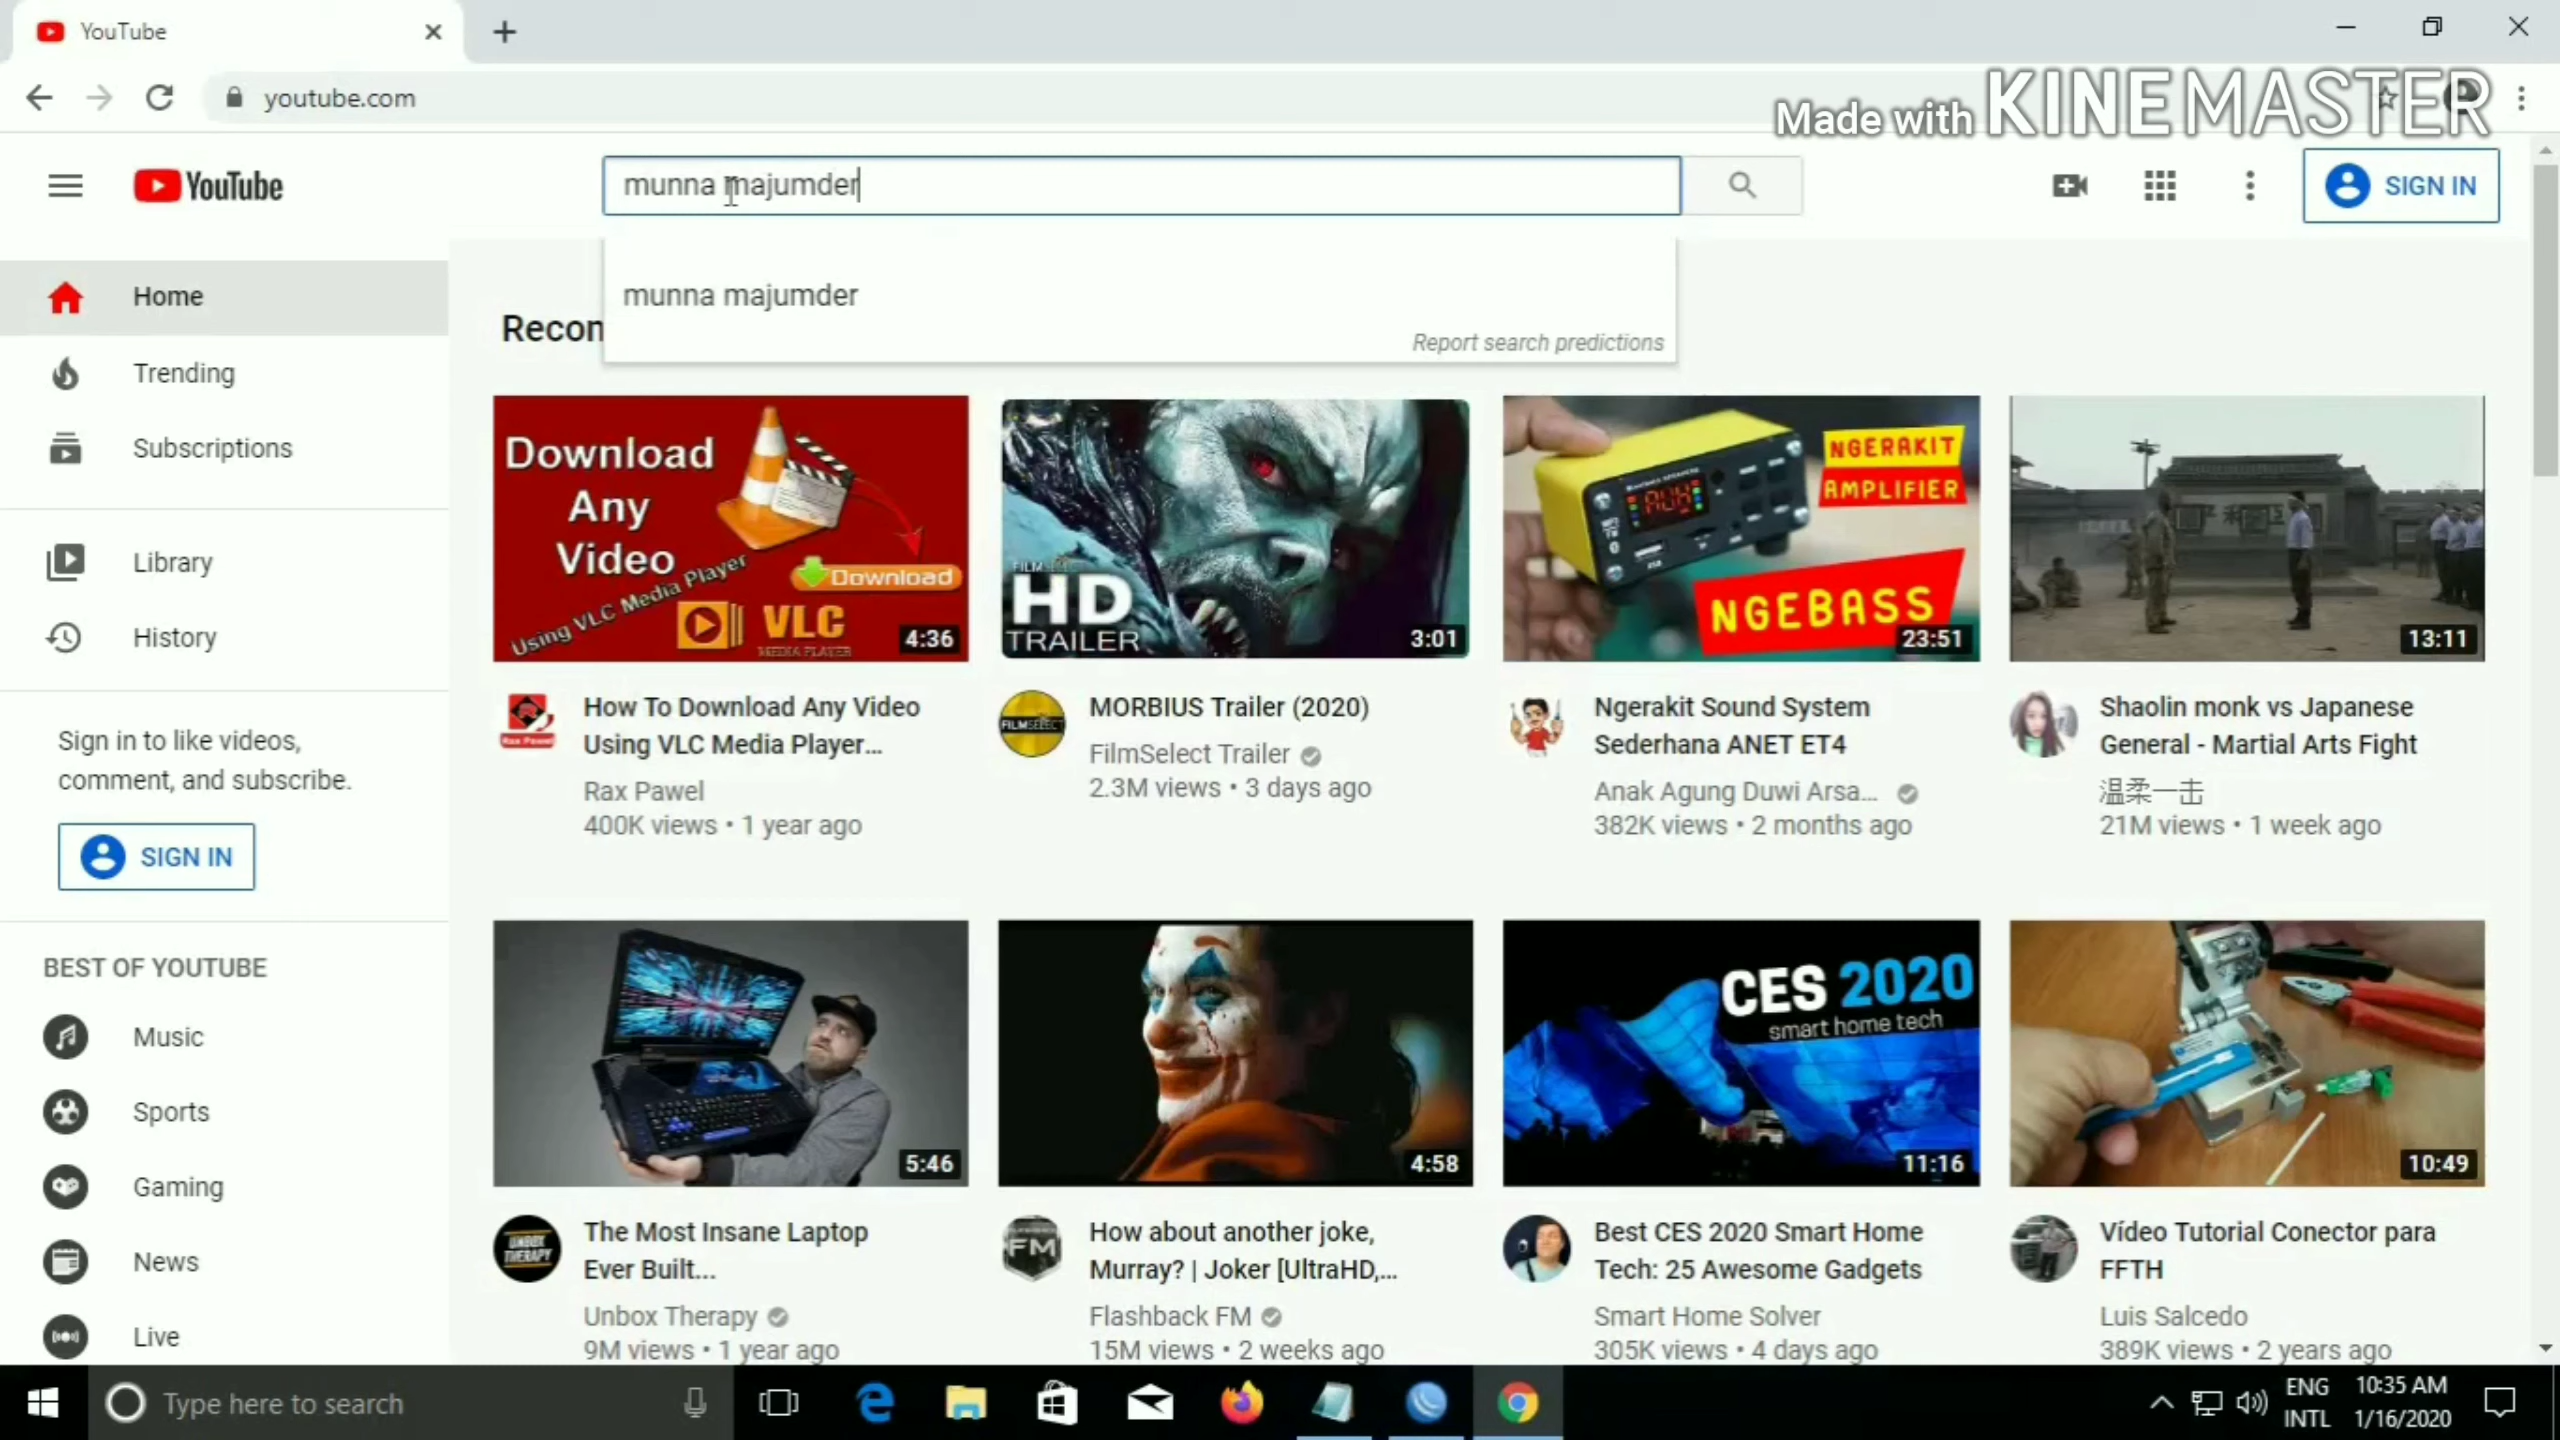 YouTube
youtube.com
Made with KINEMASTER
YouTube
munna majumder
SIGN IN
munna majumder
Report search predictions
Home
Trending
Subscriptions
Library
History
Sign in to like videos,
comment, and subscribe.
SIGN IN
BEST OF YOUTUBE
Music
Sports
Gaming
News
Live
Recon
Download
Any
Video
Using VLC Media Player
Download
VLC
MEDIA PLAYER
4:36
How To Download Any Video
Using VLC Media Player...
Rax Pawel
400K views • 1 year ago
HD
TRAILER
3:01
FILMSELECT
MORBIUS Trailer (2020)
FilmSelect Trailer
2.3M views • 3 days ago
NGERAKIT
AMPLIFIER
NGEBASS
23:51
Ngerakit Sound System
Sederhana ANET ET4
Anak Agung Duwi Arsa...
382K views • 2 months ago
13:11
Shaolin monk vs Japanese
General - Martial Arts Fight
温柔一击
21M views • 1 week ago
5:46
UNBOX
THERAPY
The Most Insane Laptop
Ever Built...
Unbox Therapy
9M views • 1 year ago
4:58
FM
How about another joke,
Murray? | Joker [UltraHD,...
Flashback FM
15M views • 2 weeks ago
CES 2020
smart home tech
11:16
Best CES 2020 Smart Home
Tech: 25 Awesome Gadgets
Smart Home Solver
305K views • 4 days ago
10:49
Vídeo Tutorial Conector para
FFTH
Luis Salcedo
389K views • 2 years ago
Type here to search
ENG
INTL
10:35 AM
1/16/2020